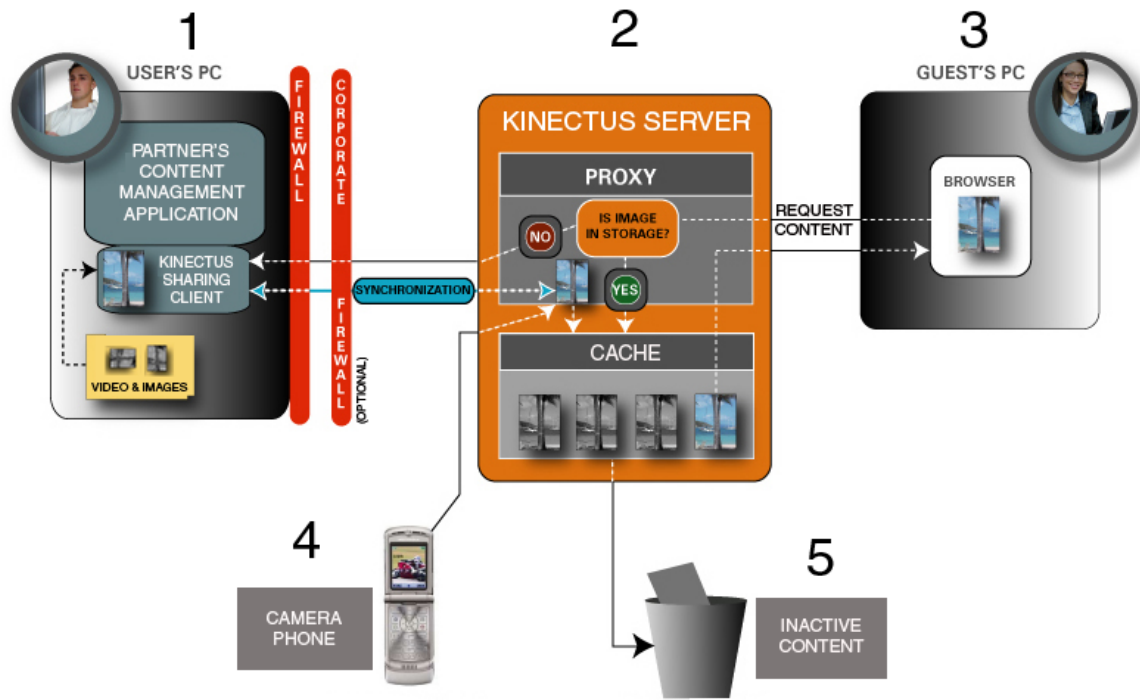 1
USER'S PC
PARTNER'S
CONTENT
MANAGEMENT
APPLICATION
KINECTUS
SHARING
CLIENT
VIDEO & IMAGES
FIREWALL
CORPORATE FIREWALL
(OPTIONAL)
SYNCHRONIZATION
2
KINECTUS SERVER
PROXY
IS IMAGE
IN STORAGE?
NO
YES
CACHE
REQUEST
CONTENT
3
GUEST'S PC
BROWSER
4
CAMERA
PHONE
5
INACTIVE
CONTENT